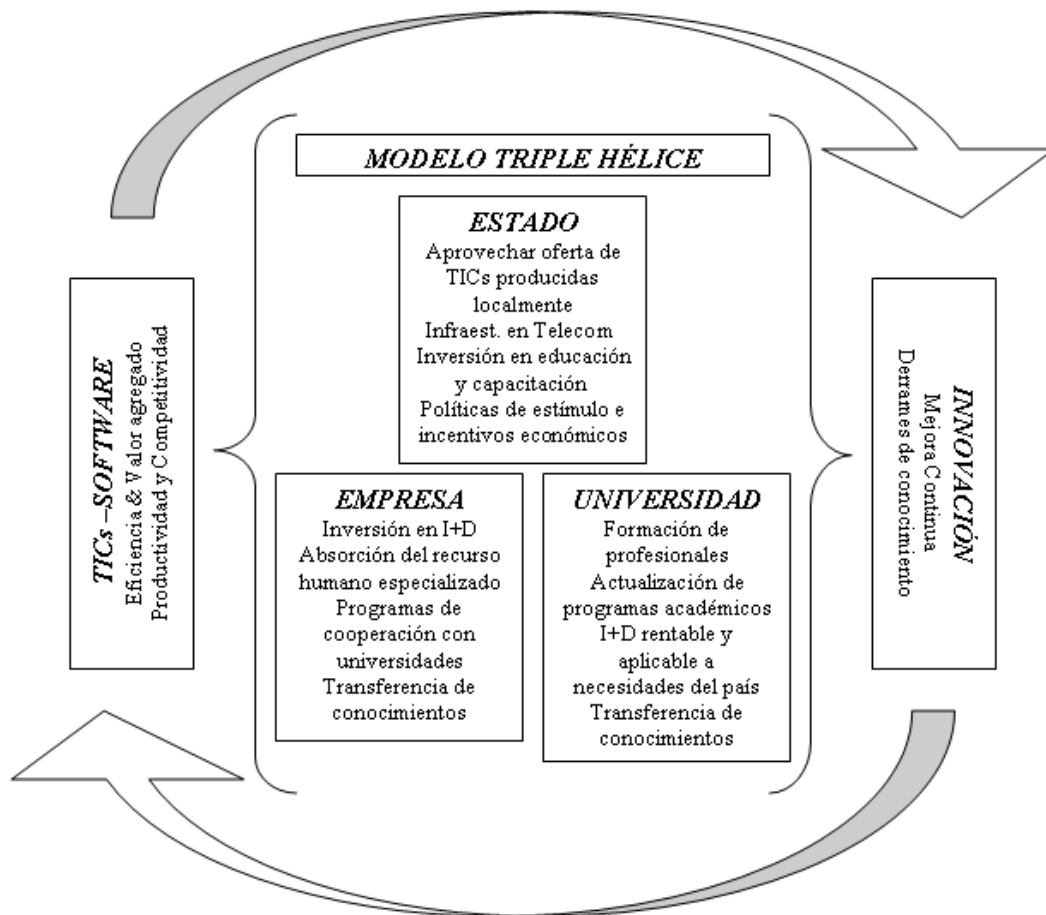 MODELO TRIPLE HÉLICE
ESTADO
Aprovechar oferta de
TICs producidas
localmente
Infraest. en Telecom
Inversión en educación
y capacitación
Políticas de estímulo e
incentivos económicos
TICs –SOFTWARE
Eficiencia & Valor agregado
Productividad y Competitividad
EMPRESA
Inversión en I+D
Absorción del recurso
humano especializado
Programas de
cooperación con
universidades
Transferencia de
conocimientos
UNIVERSIDAD
Formación de
profesionales
Actualización de
programas académicos
I+D rentable y
aplicable a
necesidades del país
Transferencia de
conocimientos
INNOVACIÓN
Mejora Continua
Derrames de conocimiento